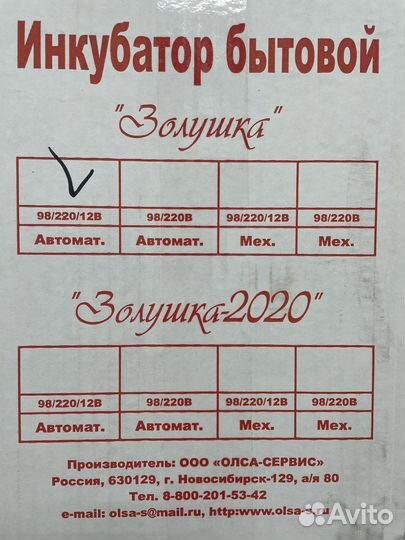 Инкубатор бытовой
"Золушка"
98/220/12В 98/220В 98/220/12В 98/220В
Автомат. Автомат. Мех. Мех.
"Золушка-2020"
98/220/12В 98/220В 98/220/12В 98/220В
Автомат. Автомат. Мех. Мех.
Производитель: ООО «ОЛСА-СЕРВИС»
Россия, 630129, г. Новосибирск-129, а/я 80
Тел. 8-800-201-53-42
e-mail: olsa-s@mail.ru, http:www.olsa-s.ru
Avito